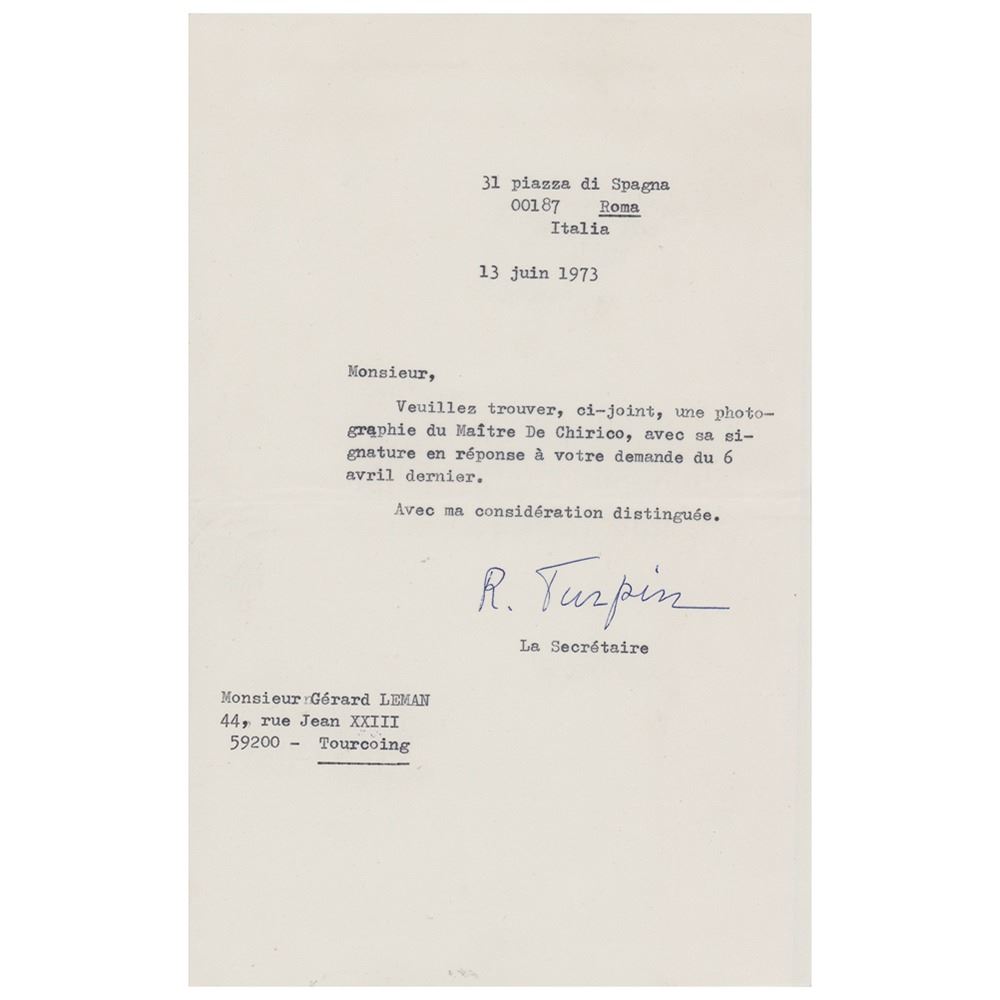 31 piazza di Spagna
00187 Roma
Italia
13 juin 1973
Monsieur,
Veuillez trouver, ci-joint, une photo-
graphie du Maître De Chirico, avec sa si-
gnature en réponse à votre demande du 6
avril dernier.
Avec ma considération distinguée.
R. Turpin
La Secrétaire
Monsieur Gérard LEMAN
44, rue Jean XXIII
59200 - Tourcoing